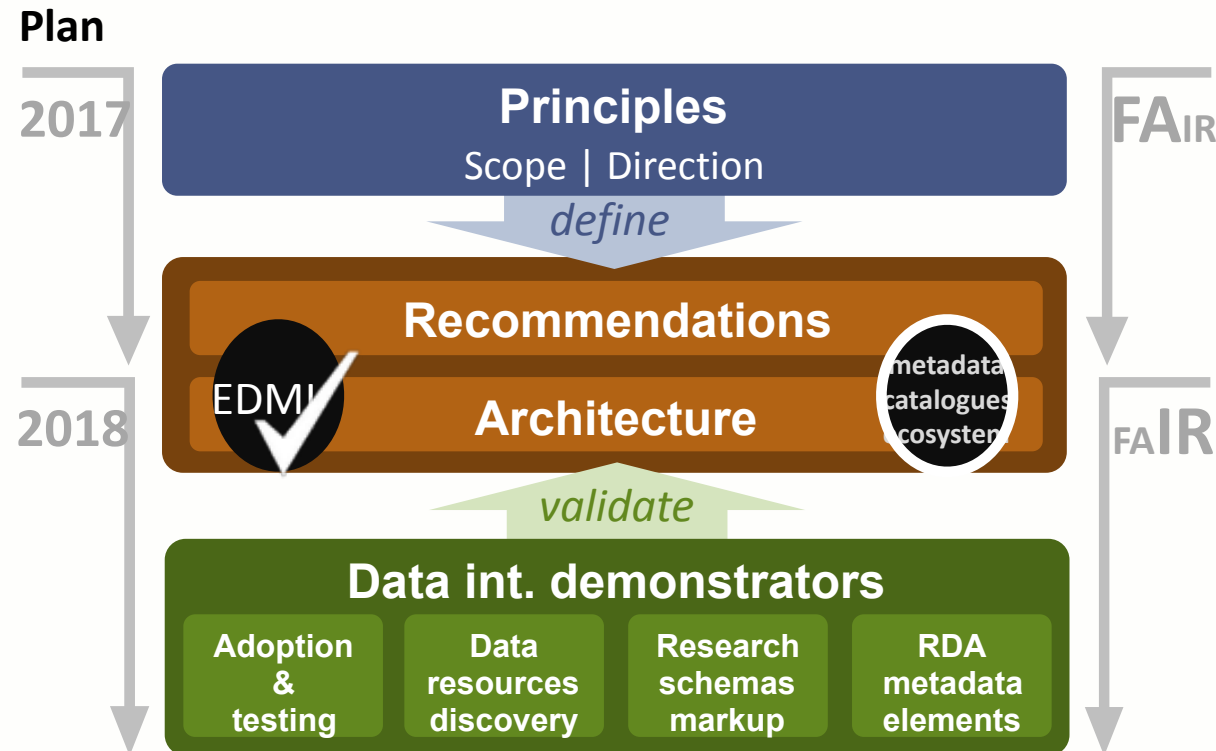 Plan
2017
Principles
Scope | Direction
FAIR
define
Recommendations
EDMI
metadata
catalogues
ecosystem
Architecture
2018
FAIR
validate
Data int. demonstrators
Adoption
&
testing
Data
resources
discovery
Research
schemas
markup
RDA
metadata
elements